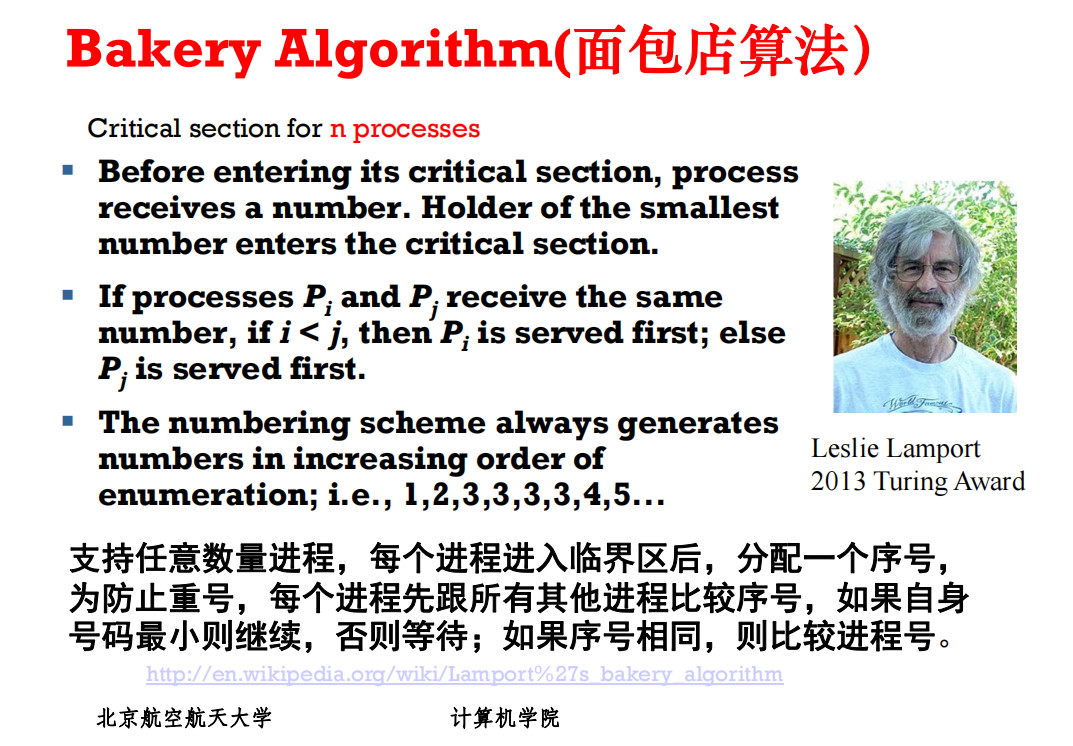 Bakery Algorithm(面包店算法）
Critical section for n processes
▪ Before entering its critical section, process
receives a number. Holder of the smallest
number enters the critical section.
▪ If processes Pi and Pj receive the same
number, if i < j, then Pi is served first; else
Pj is served first.
▪ The numbering scheme always generates
numbers in increasing order of
enumeration; i.e., 1,2,3,3,3,3,4,5...
Leslie Lamport
2013 Turing Award
支持任意数量进程，每个进程进入临界区后，分配一个序号，
为防止重号，每个进程先跟所有其他进程比较序号，如果自身
号码最小则继续，否则等待；如果序号相同，则比较进程号。
http://en.wikipedia.org/wiki/Lamport%27s_bakery_algorithm
北京航空航天大学 计算机学院